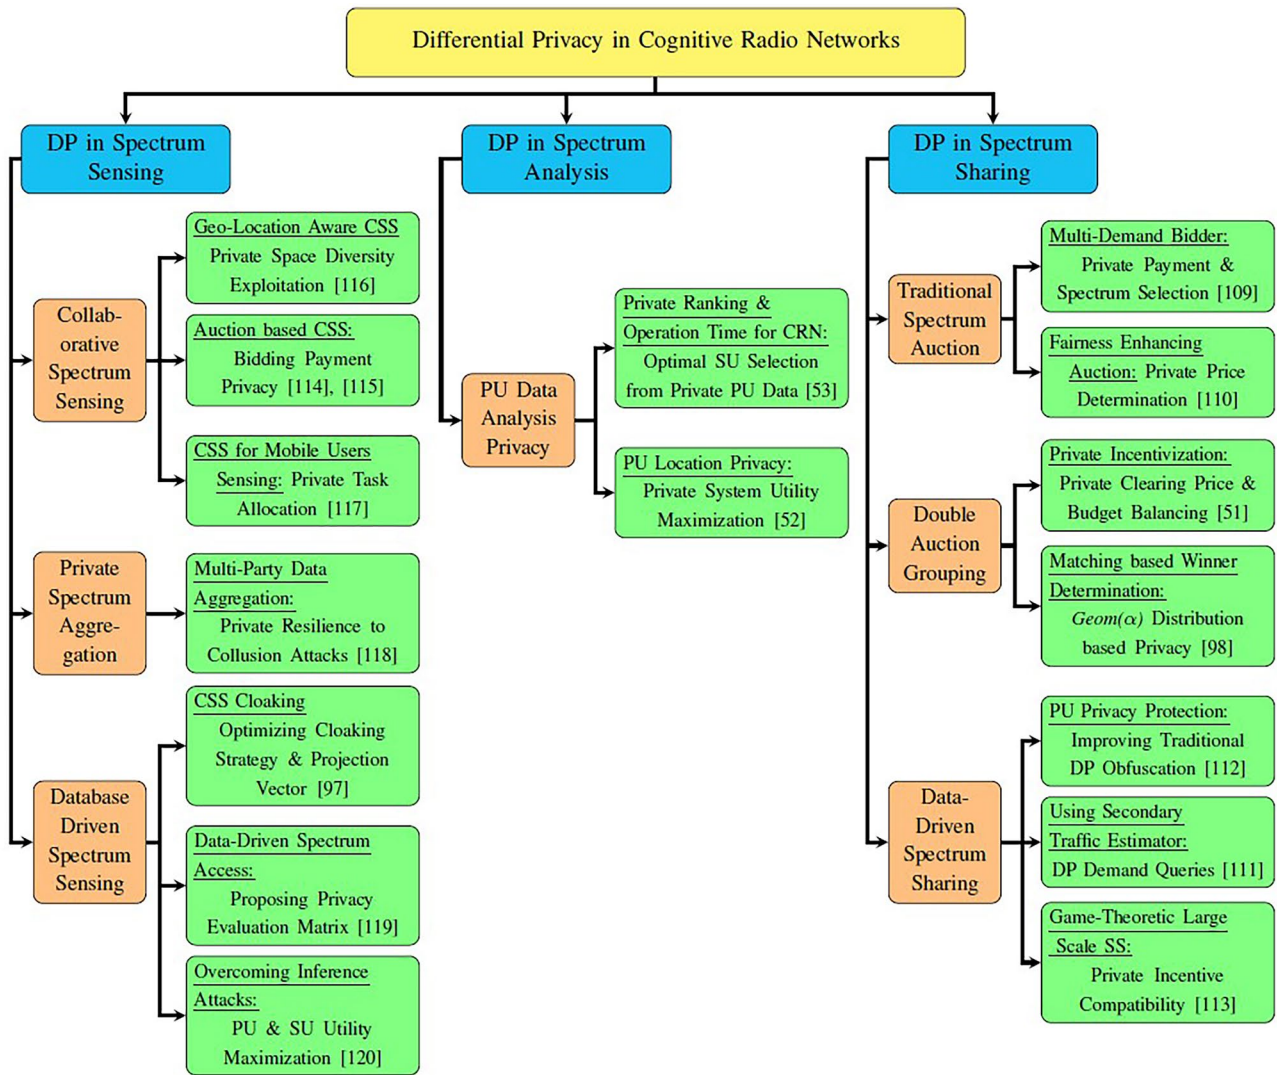 Differential Privacy in Cognitive Radio Networks
DP in Spectrum
Sensing
Collab-
orative
Spectrum
Sensing
Geo-Location Aware CSS
Private Space Diversity
Exploitation [116]
Auction based CSS:
Bidding Payment
Privacy [114], [115]
CSS for Mobile Users
Sensing: Private Task
Allocation [117]
Private
Spectrum
Aggre-
gation
Multi-Party Data
Aggregation:
Private Resilience to
Collusion Attacks [118]
Database
Driven
Spectrum
Sensing
CSS Cloaking
Optimizing Cloaking
Strategy & Projection
Vector [97]
Data-Driven Spectrum
Access:
Proposing Privacy
Evaluation Matrix [119]
Overcoming Inference
Attacks:
PU & SU Utility
Maximization [120]
DP in Spectrum
Analysis
PU Data
Analysis
Privacy
Private Ranking &
Operation Time for CRN:
Optimal SU Selection
from Private PU Data [53]
PU Location Privacy:
Private System Utility
Maximization [52]
DP in Spectrum
Sharing
Traditional
Spectrum
Auction
Multi-Demand Bidder:
Private Payment &
Spectrum Selection [109]
Fairness Enhancing
Auction: Private Price
Determination [110]
Double
Auction
Grouping
Private Incentivization:
Private Clearing Price &
Budget Balancing [51]
Matching based Winner
Determination:
Geom(α) Distribution
based Privacy [98]
Data-
Driven
Spectrum
Sharing
PU Privacy Protection:
Improving Traditional
DP Obfuscation [112]
Using Secondary
Traffic Estimator:
DP Demand Queries [111]
Game-Theoretic Large
Scale SS:
Private Incentive
Compatibility [113]